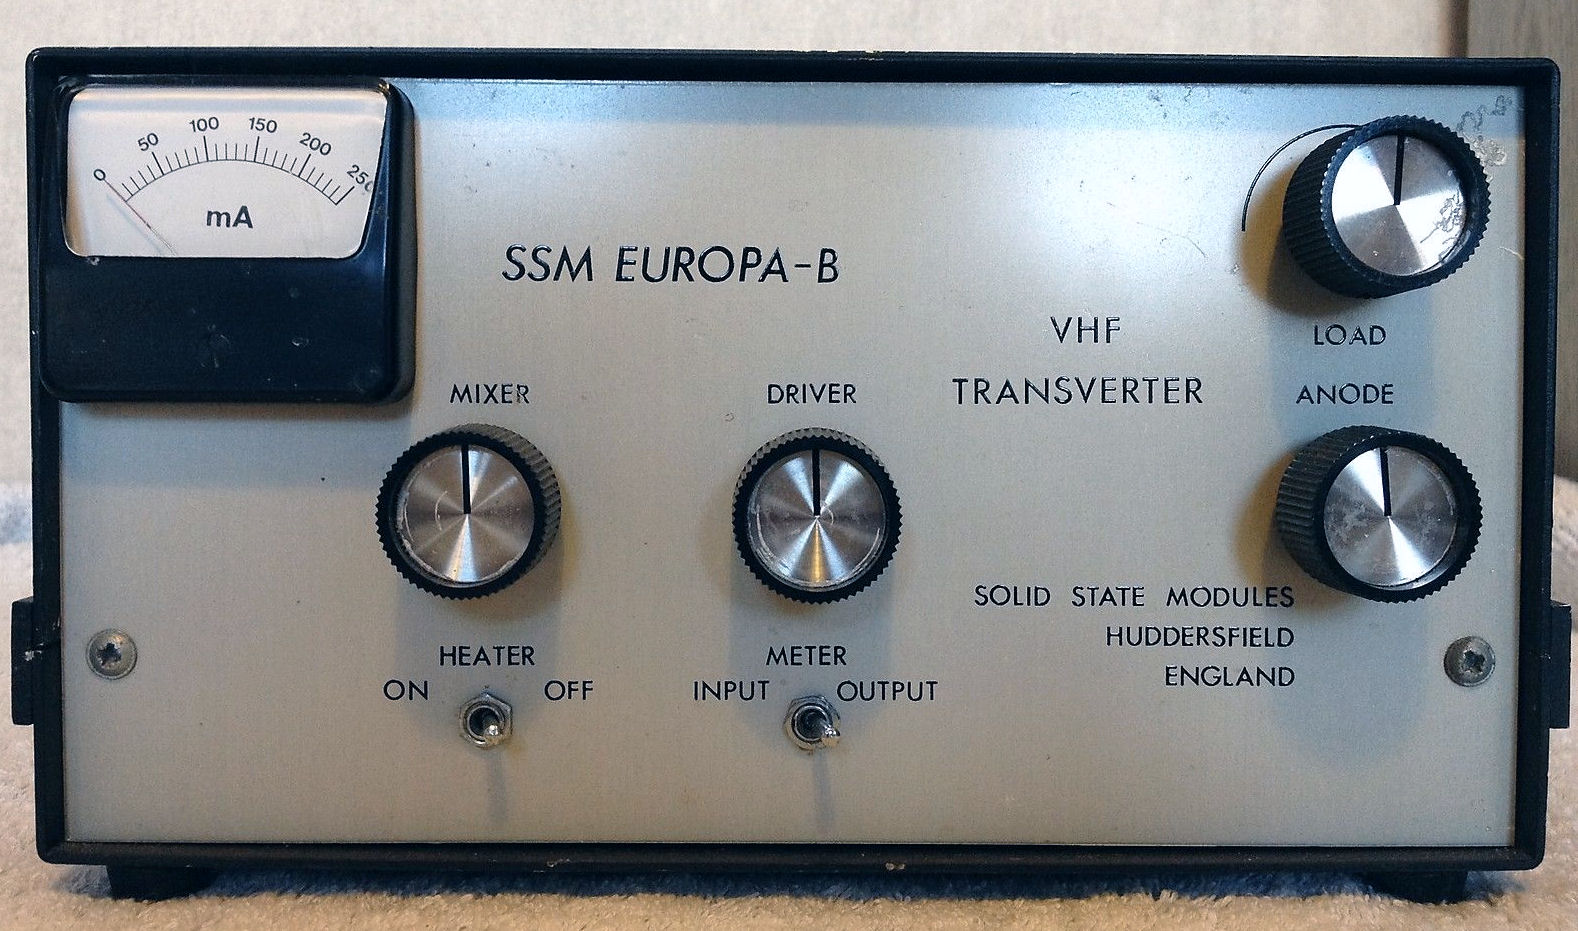 0 50 100 150 200 250
mA
SSM EUROPA-B
VHF
TRANSVERTER
LOAD
ANODE
MIXER
DRIVER
SOLID STATE MODULES
HUDDERSFIELD
ENGLAND
HEATER
ON OFF
METER
INPUT OUTPUT